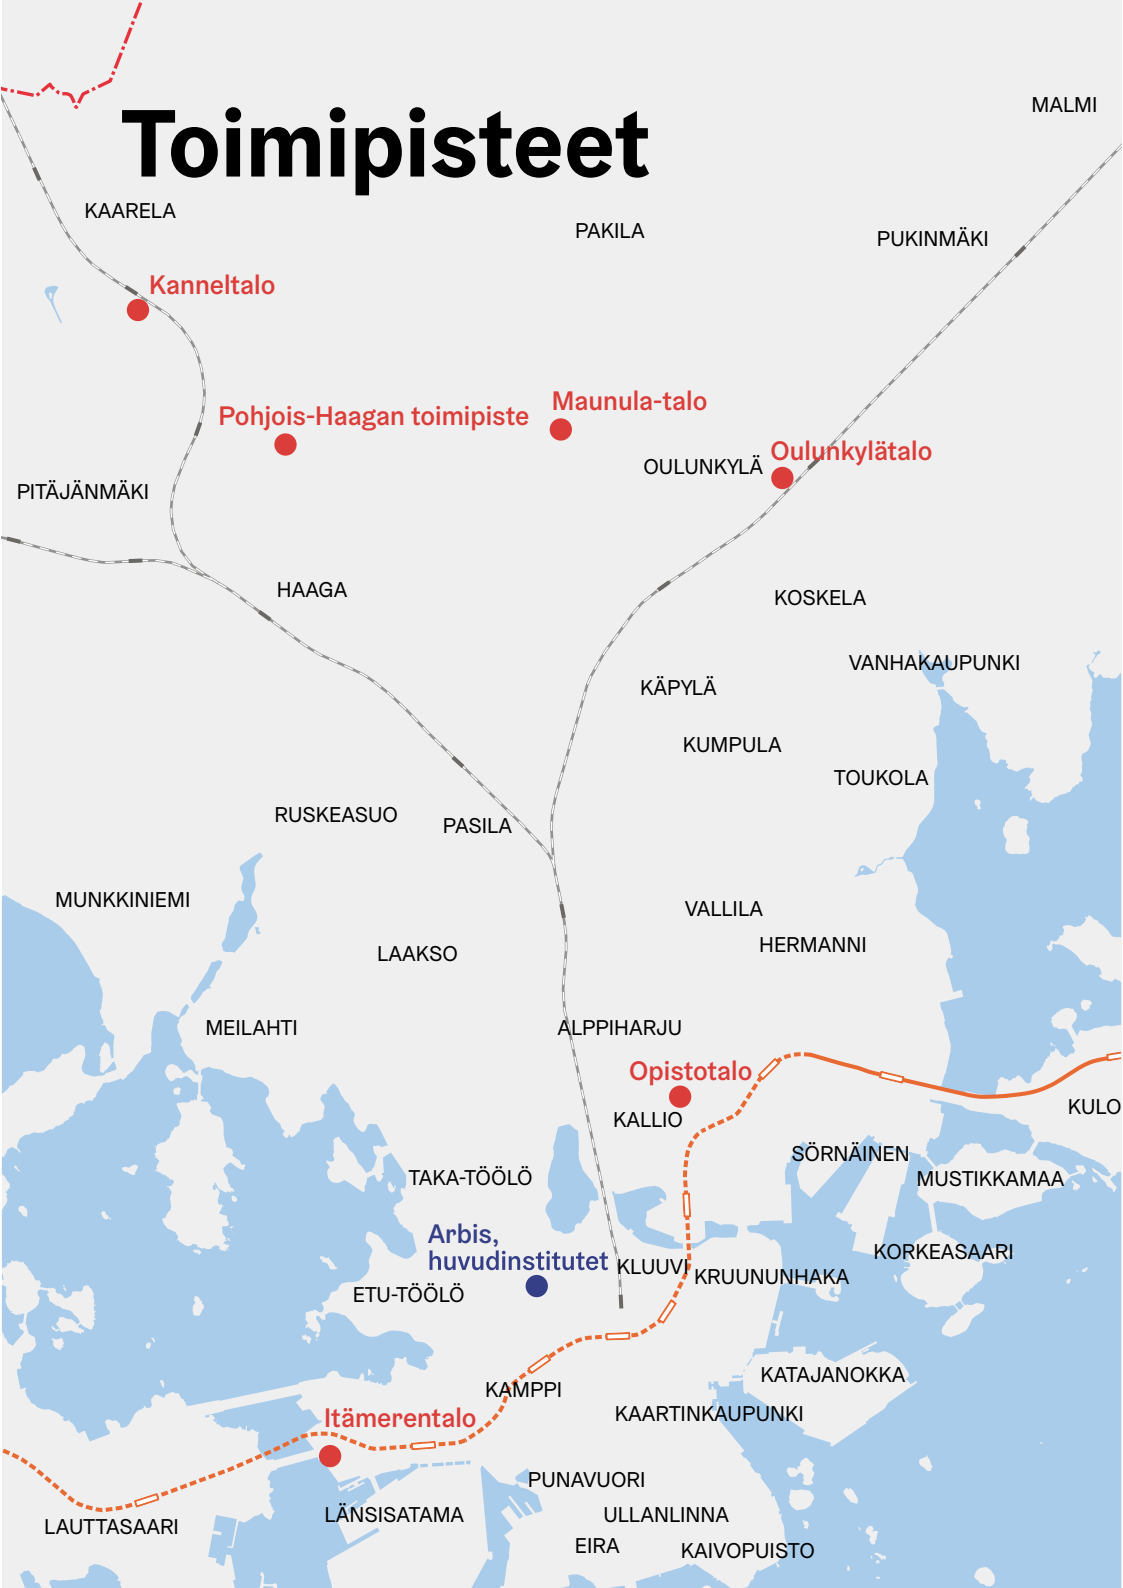 MALMI
Toimipisteet
KAARELA
PAKILA
PUKINMÄKI
Kanneltalo
Maunula-talo
Pohjois-Haagan toimipiste
Oulunkylätalo
OULUNKYLÄ
PITÄJÄNMÄKI
HAAGA
KOSKELA
VANHAKAUPUNKI
KÄPYLÄ
KUMPULA
TOUKOLA
RUSKEASUO
PASILA
MUNKKINIEMI
VALLILA
HERMANNI
LAAKSO
MEILAHTI
ALPPIHARJU
Opistotalo
KULO
KALLIO
SÖRNÄINEN
TAKA-TÖÖLÖ
MUSTIKKAMAA
Arbis,
huvudinstitutet
KORKEASAARI
KLUUVI
KRUUNUNHAKA
ETU-TÖÖLÖ
KATAJANOKKA
KAMPPI
KAARTINKAUPUNKI
Itämerentalo
PUNAVUORI
LÄNSISATAMA
ULLANLINNA
LAUTTASAARI
EIRA
KAIVOPUISTO